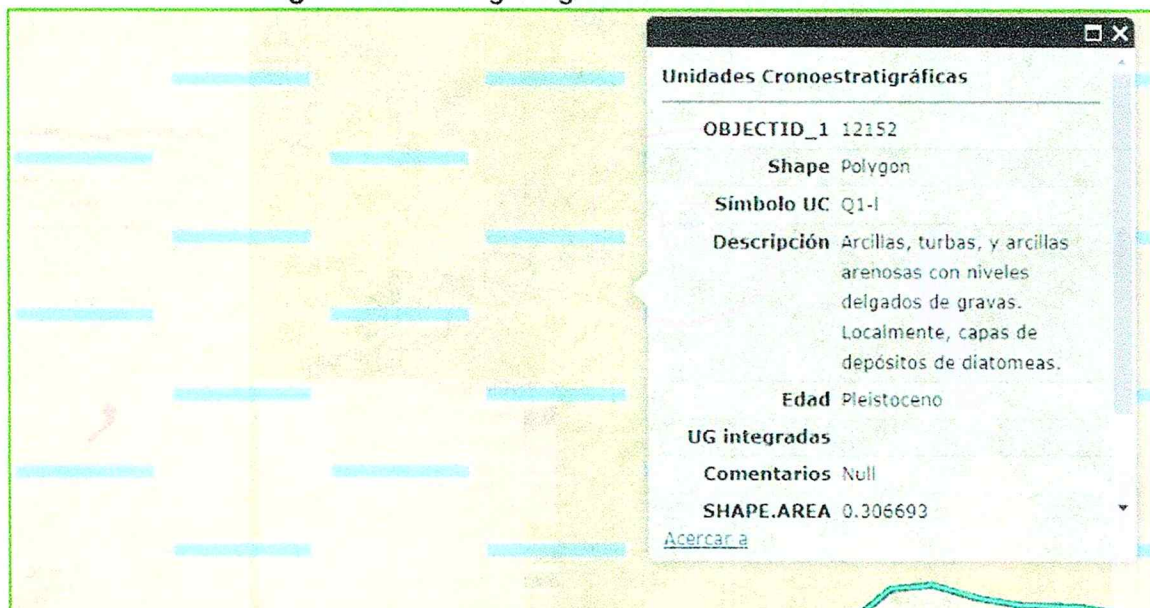 Unidades Cronoestratigráficas
OBJECTID_1 12152
Shape Polygon
Símbolo UC Q1-l
Descripción Arcillas, turbas, y arcillas
arenosas con niveles
delgados de gravas.
Localmente, capas de
depósitos de diatomeas.
Edad Pleistoceno
UG integradas
Comentarios Null
SHAPE.AREA 0.306693
Acercar a